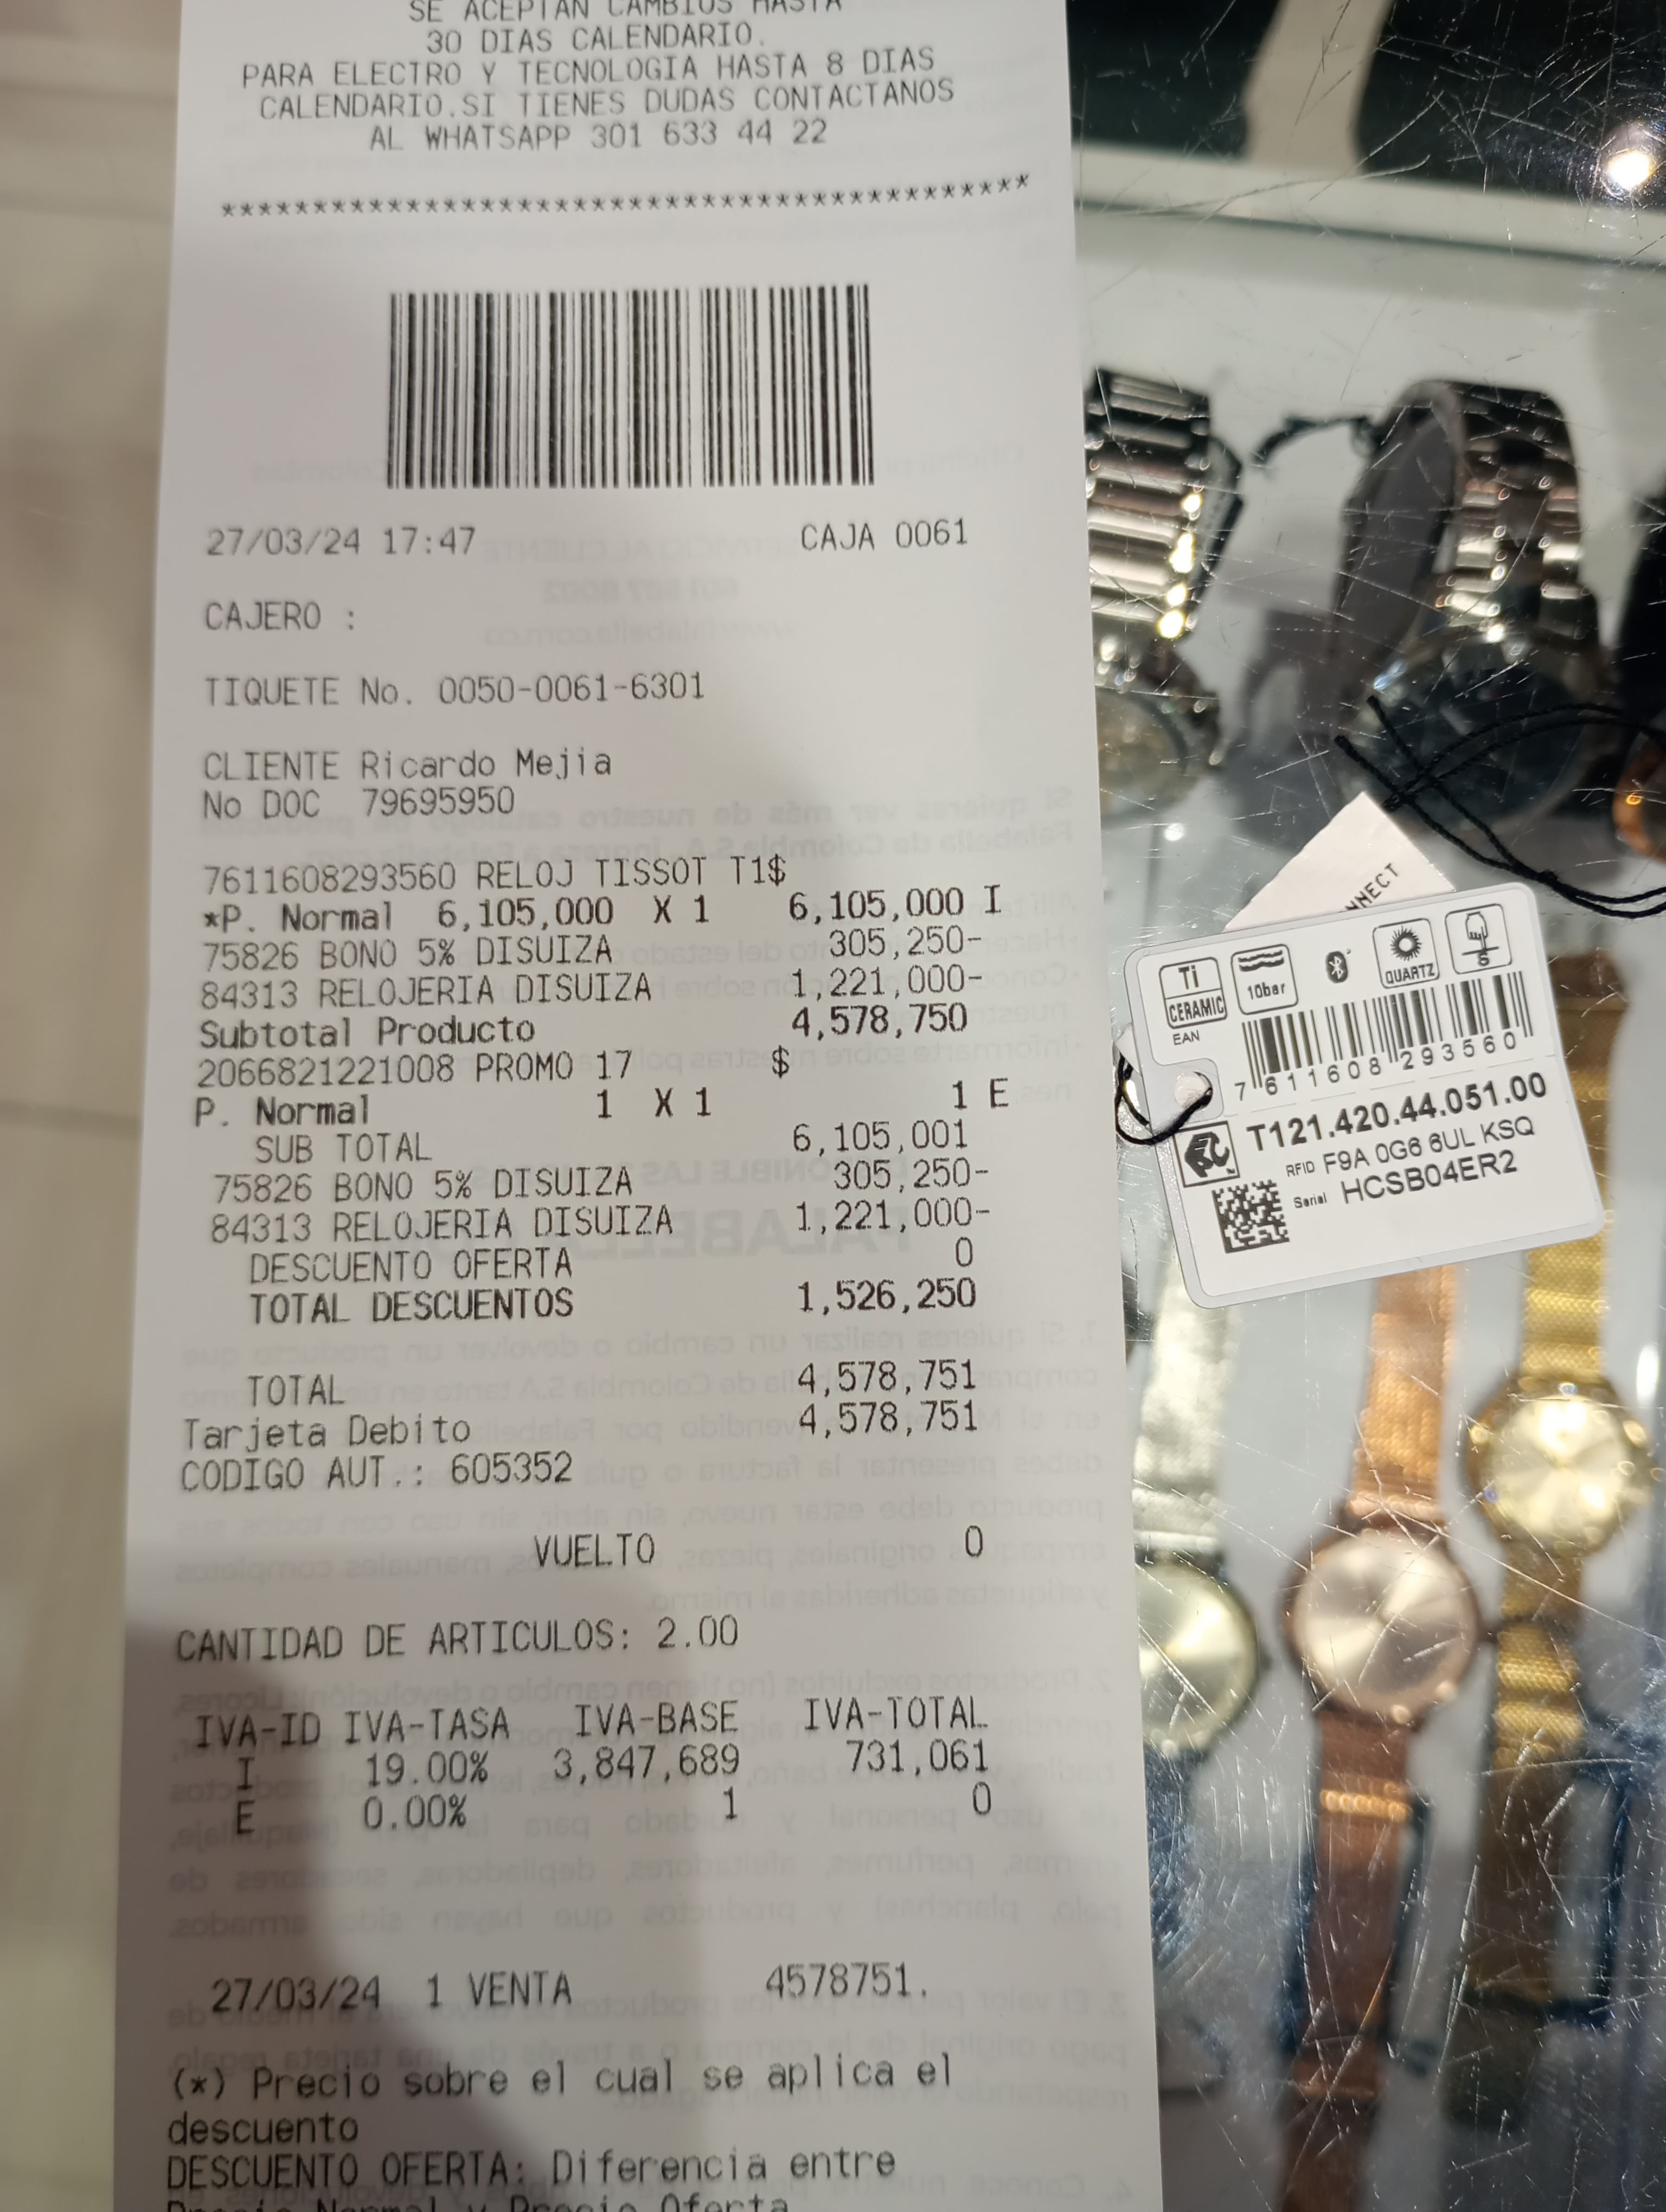 SE ACEPTAN CAMBIOS HASTA
30 DIAS CALENDARIO.
PARA ELECTRO Y TECNOLOGIA HASTA 8 DIAS
CALENDARIO.SI TIENES DUDAS CONTACTANOS
AL WHATSAPP 301 633 44 22
27/03/24 17:47 CAJA 0061
CAJERO :
TIQUETE No. 0050-0061-6301
CLIENTE Ricardo Mejia
No DOC 79695950
7611608293560 RELOJ TISSOT T1$
*P. Normal 6,105,000 X 1 6,105,000 I
75826 BONO 5% DISUIZA 305,250-
84313 RELOJERIA DISUIZA 1,221,000-
Subtotal Producto 4,578,750
2066821221008 PROMO 17 $
P. Normal 1 X 1 1 E
SUB TOTAL 6,105,001
75826 BONO 5% DISUIZA 305,250-
84313 RELOJERIA DISUIZA 1,221,000-
DESCUENTO OFERTA 0
TOTAL DESCUENTOS 1,526,250
TOTAL 4,578,751
Tarjeta Debito 4,578,751
CODIGO AUT.: 605352
VUELTO 0
CANTIDAD DE ARTICULOS: 2.00
IVA-ID IVA-TASA IVA-BASE IVA-TOTAL
I 19.00% 3,847,689 731,061
E 0.00% 1 0
27/03/24 1 VENTA 4578751.
(*) Precio sobre el cual se aplica el
descuento
DESCUENTO OFERTA: Diferencia entre
Precio Normal y Precio Oferta
NNECT
Ti
CERAMIC
10bar
QUARTZ
EAN
7 611608 293560
T121.420.44.051.00
RFID F9A 0G6 6UL KSQ
Serial HCSB04ER2